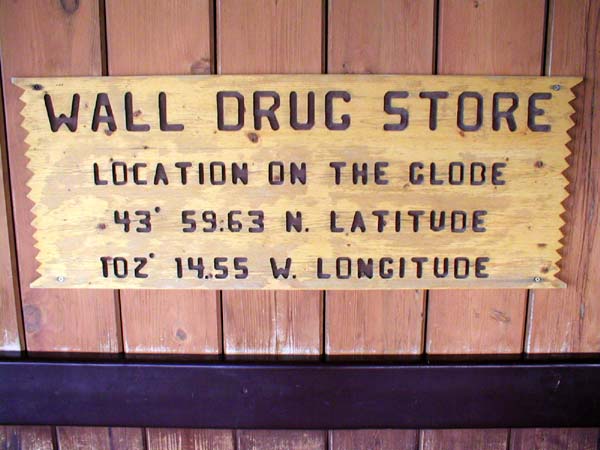 WALL DRUG STORE
LOCATION ON THE GLOBE
43° 59:63 N. LATITUDE
102° 14.55 W. LONGITUDE